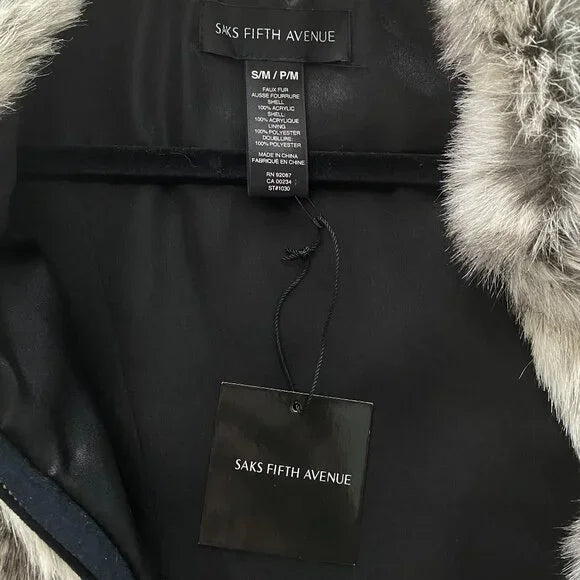 SAKS FIFTH AVENUE
S/M / P/M
FAUX FUR
AUSSE FOURRURE
SHELL
100% ACRYLIC
SHELL:
100% ACRYLIQUE
LINING
100% POLYESTER
DOUBLURE:
100% POLYESTER
MADE IN CHINA
FABRIQUE EN CHINE
RN 92087
CA 00234
ST#1030
SAKS FIFTH AVENUE